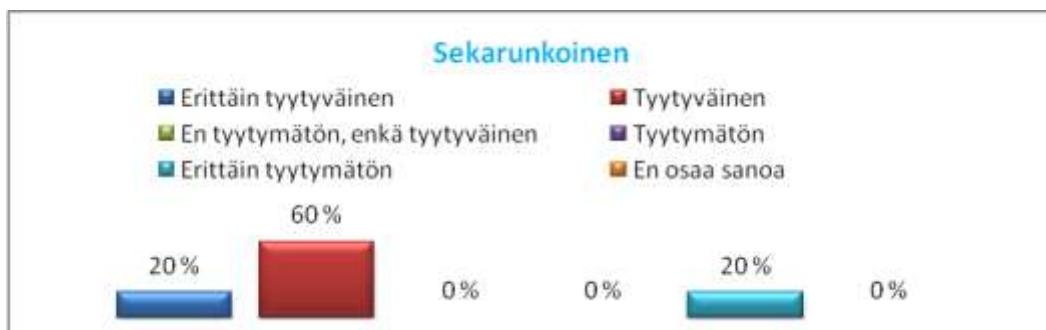 Sekarunkoinen
Erittäin tyytyväinen
Tyytyväinen
En tyytymätön, enkä tyytyväinen
Tyytymätön
Erittäin tyytymätön
En osaa sanoa
20 %
60 %
0 %
0 %
20 %
0 %